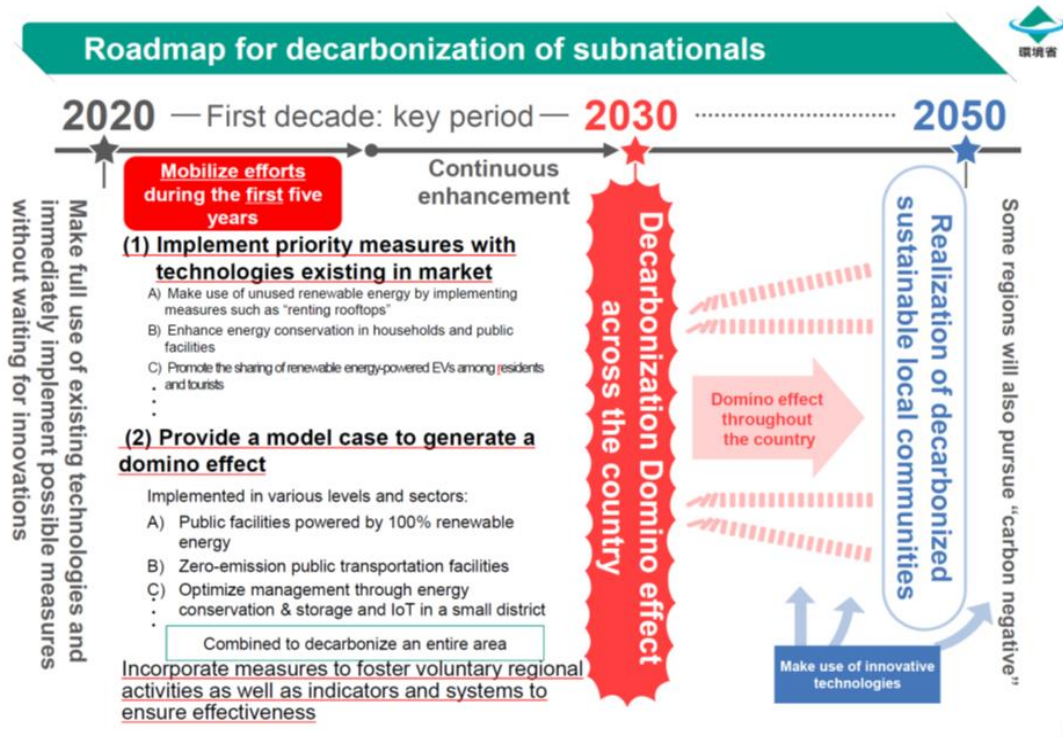 Roadmap for decarbonization of subnationals
環境省
2020
First decade: key period
2030
2050
Mobilize efforts
during the first five
years
Continuous
enhancement
Make full use of existing technologies and
immediately implement possible measures
without waiting for innovations
(1) Implement priority measures with
technologies existing in market
A) Make use of unused renewable energy by implementing
measures such as “renting rooftops”
B) Enhance energy conservation in households and public
facilities
C) Promote the sharing of renewable energy-powered EVs among residents
and tourists
(2) Provide a model case to generate a
domino effect
Implemented in various levels and sectors:
A) Public facilities powered by 100% renewable
energy
B) Zero-emission public transportation facilities
C) Optimize management through energy
conservation & storage and IoT in a small district
Combined to decarbonize an entire area
Incorporate measures to foster voluntary regional
activities as well as indicators and systems to
ensure effectiveness
Decarbonization Domino effect
across the country
Domino effect
throughout
the country
Realization of decarbonized
sustainable local communities
Make use of innovative
technologies
Some regions will also pursue “carbon negative”